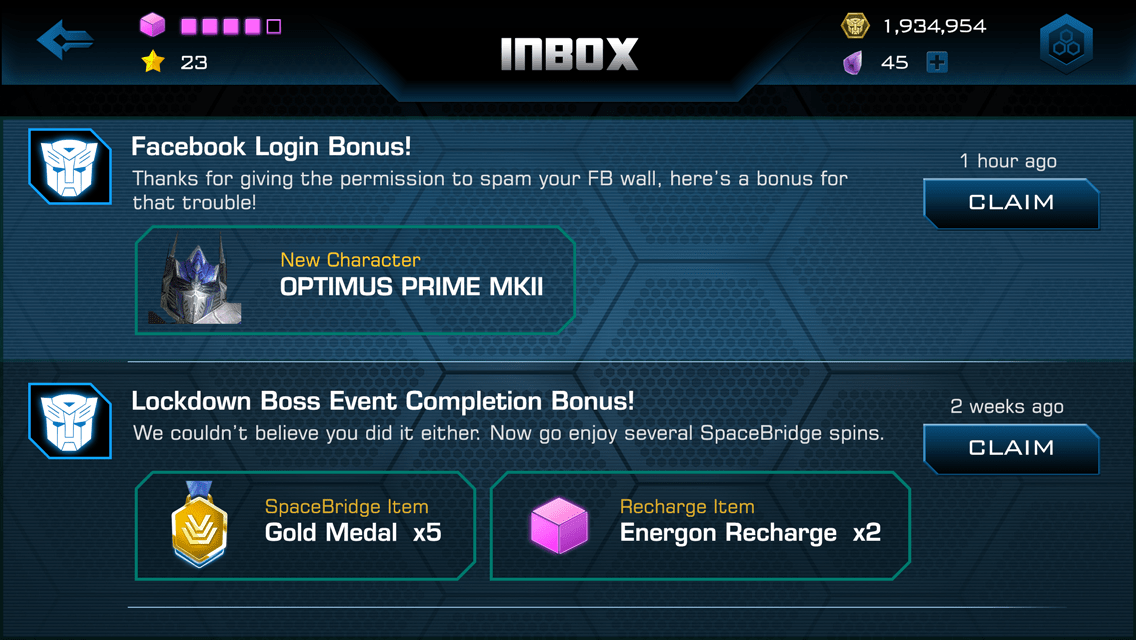 INBOX
23
1,934,954
45
Facebook Login Bonus!
Thanks for giving the permission to spam your FB wall, here's a bonus for
that trouble!
1 hour ago
CLAIM
New Character
OPTIMUS PRIME MKII
Lockdown Boss Event Completion Bonus!
We couldn't believe you did it either. Now go enjoy several SpaceBridge spins.
2 weeks ago
CLAIM
SpaceBridge Item
Gold Medal x5
Recharge Item
Energon Recharge x2